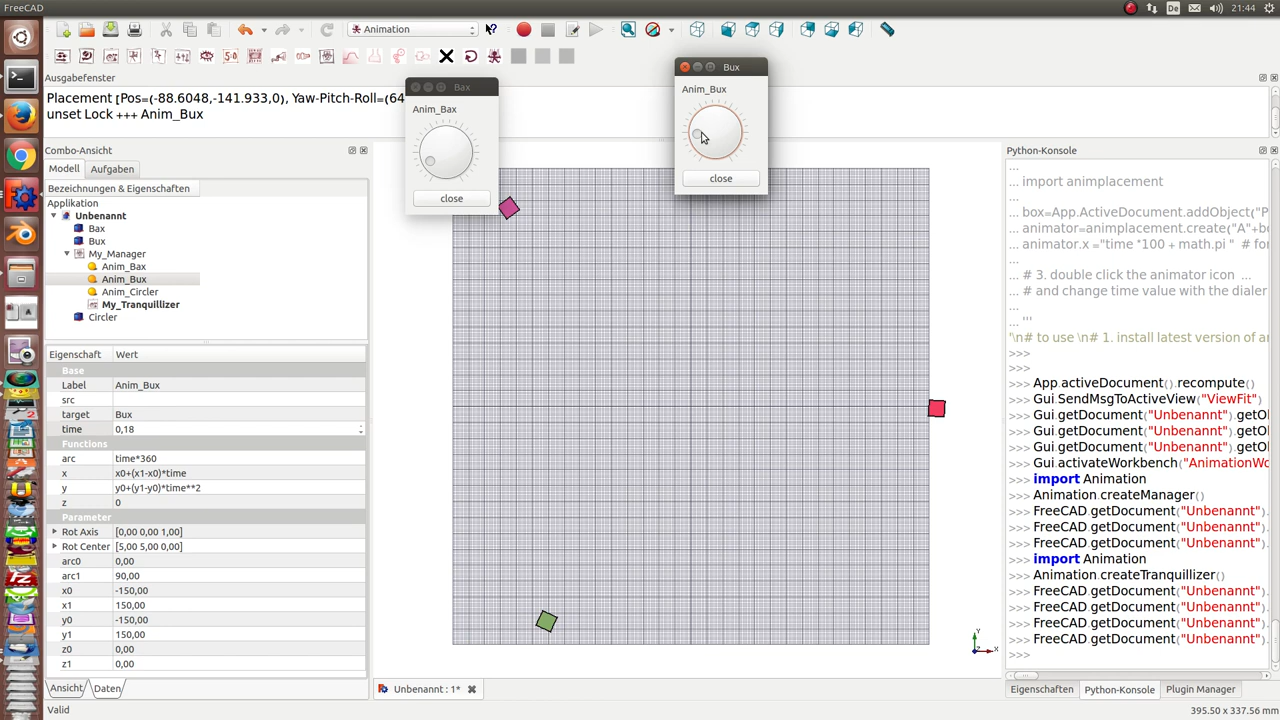 FreeCAD
De
21:44
Animation
Ausgabefenster
Placement [Pos=(-88.6048,-141.933,0), Yaw-Pitch-Roll=(64
unset Lock +++ Anim_Bux
Combo-Ansicht
Modell
Aufgaben
Bezeichnungen & Eigenschaften
Applikation
Unbenannt
Bax
Bux
My_Manager
Anim_Bax
Anim_Bux
Anim_Circler
My_Tranquillizer
Circler
Eigenschaft Wert
Base
Label Anim_Bux
src
target Bux
time 0,18
Functions
arc time*360
x x0+(x1-x0)*time
y y0+(y1-y0)*time**2
z 0
Parameter
Rot Axis [0,00 0,00 1,00]
Rot Center [5,00 5,00 0,00]
arc0 0,00
arc1 90,00
x0 -150,00
x1 150,00
y0 -150,00
y1 150,00
z0 0,00
z1 0,00
Ansicht
Daten
Valid
Bax
Anim_Bax
close
Bux
Anim_Bux
close
Y
X
Unbenannt : 1*
Python-Konsole
...
... import animplacement
...
... box=App.ActiveDocument.addObject("P
... animator=animplacement.create("A"+bo
... animator.x ="time *100 + math.pi " # for
...
... # 3. double click the animator icon ...
... # and change time value with the dialer
...
... '''
'\n# to use \n# 1. install latest version of an
>>>
>>>
>>> App.activeDocument().recompute()
>>> Gui.SendMsgToActiveView("ViewFit")
>>> Gui.getDocument("Unbenannt").getO
>>> Gui.getDocument("Unbenannt").getO
>>> Gui.getDocument("Unbenannt").getO
>>> Gui.activateWorkbench("AnimationWo
>>> import Animation
>>> Animation.createManager()
>>> FreeCAD.getDocument("Unbenannt").
>>> FreeCAD.getDocument("Unbenannt").
>>> FreeCAD.getDocument("Unbenannt").
>>> import Animation
>>> Animation.createTranquillizer()
>>> FreeCAD.getDocument("Unbenannt").
>>> FreeCAD.getDocument("Unbenannt").
>>> FreeCAD.getDocument("Unbenannt").
>>> FreeCAD.getDocument("Unbenannt").
>>>
Eigenschaften
Python-Konsole
Plugin Manager
395.50 x 337.56 mm